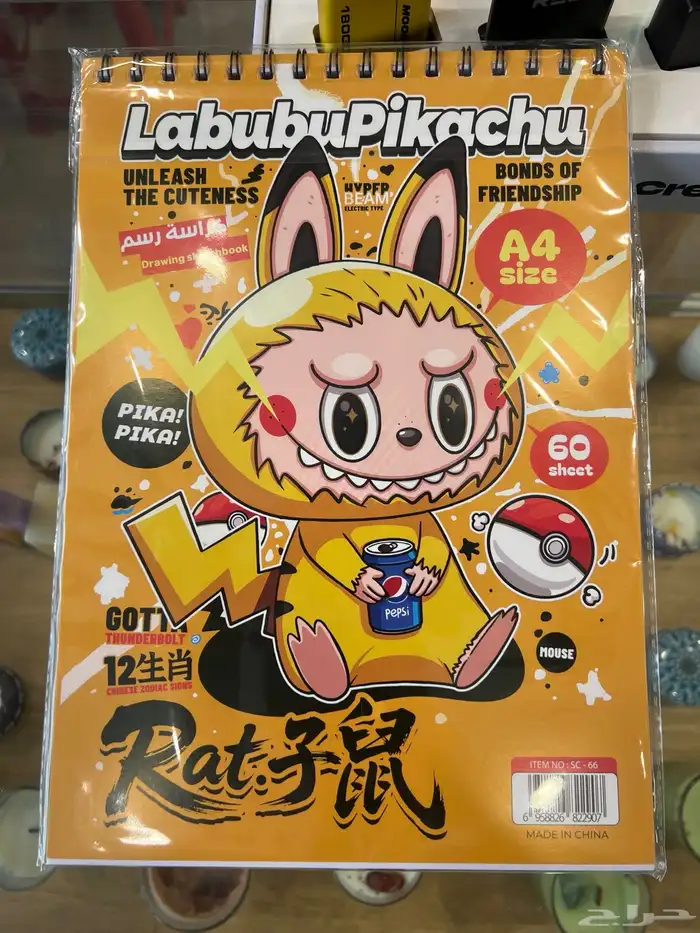 LabubuPikachu
UNLEASH
THE CUTENESS
HYPER
BEAM
ELECTRIC TYPE
BONDS OF
FRIENDSHIP
كراسة رسم
Drawing sketchbook
A4
size
PIKA!
PIKA!
60
sheet
pepsi
GOTTA
THUNDERBOLT
12生肖
CHINESE ZODIAC SIGNS
MOUSE
Rat.子鼠
ITEM NO : SC - 66
6 958826 822907
MADE IN CHINA
حراج